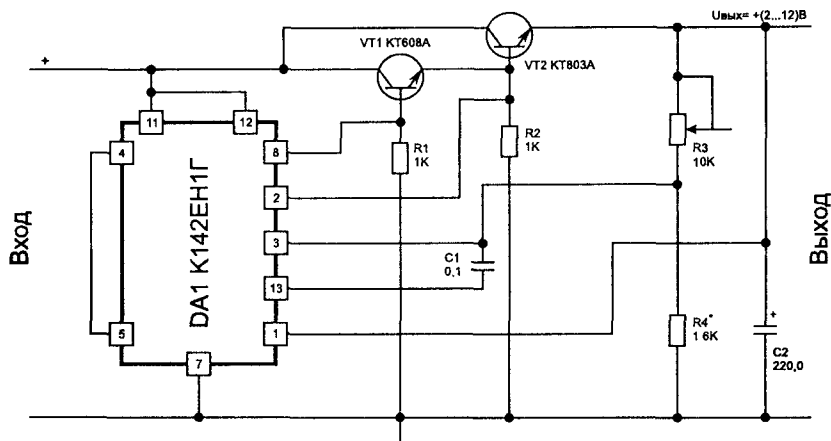 Uвых= +(2...12)В
VT1 КТ608А
VT2 КТ803А
+
11
12
4
8
R1
1К
R2
1К
R3
10К
2
Вход
DA1 К142ЕН1Г
3
C1
0,1
13
Выход
5
1
R4*
1 6К
+
C2
220,0
7